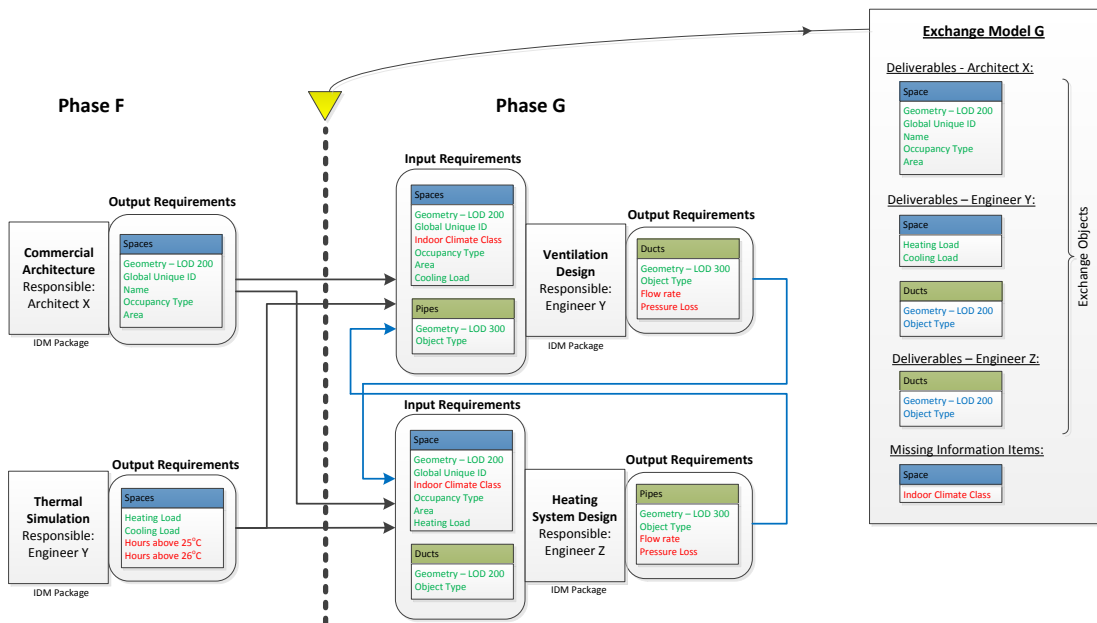 Phase F
Phase G
Output Requirements
Commercial
Architecture
Responsible:
Architect X
IDM Package
Spaces
Geometry – LOD 200
Global Unique ID
Name
Occupancy Type
Area
Output Requirements
Thermal
Simulation
Responsible:
Engineer Y
IDM Package
Spaces
Heating Load
Cooling Load
Hours above 25°C
Hours above 26°C
Input Requirements
Spaces
Geometry – LOD 200
Global Unique ID
Indoor Climate Class
Occupancy Type
Area
Cooling Load
Pipes
Geometry – LOD 300
Object Type
Ventilation
Design
Responsible:
Engineer Y
IDM Package
Output Requirements
Ducts
Geometry – LOD 300
Object Type
Flow rate
Pressure Loss
Input Requirements
Space
Geometry – LOD 200
Global Unique ID
Indoor Climate Class
Occupancy Type
Area
Heating Load
Ducts
Geometry – LOD 200
Object Type
Heating
System Design
Responsible:
Engineer Z
IDM Package
Output Requirements
Pipes
Geometry – LOD 300
Object Type
Flow rate
Pressure Loss
Exchange Model G
Deliverables - Architect X:
Space
Geometry – LOD 200
Global Unique ID
Name
Occupancy Type
Area
Deliverables – Engineer Y:
Space
Heating Load
Cooling Load
Ducts
Geometry – LOD 200
Object Type
Deliverables – Engineer Z:
Ducts
Geometry – LOD 200
Object Type
Missing Information Items:
Space
Indoor Climate Class
Exchange Objects